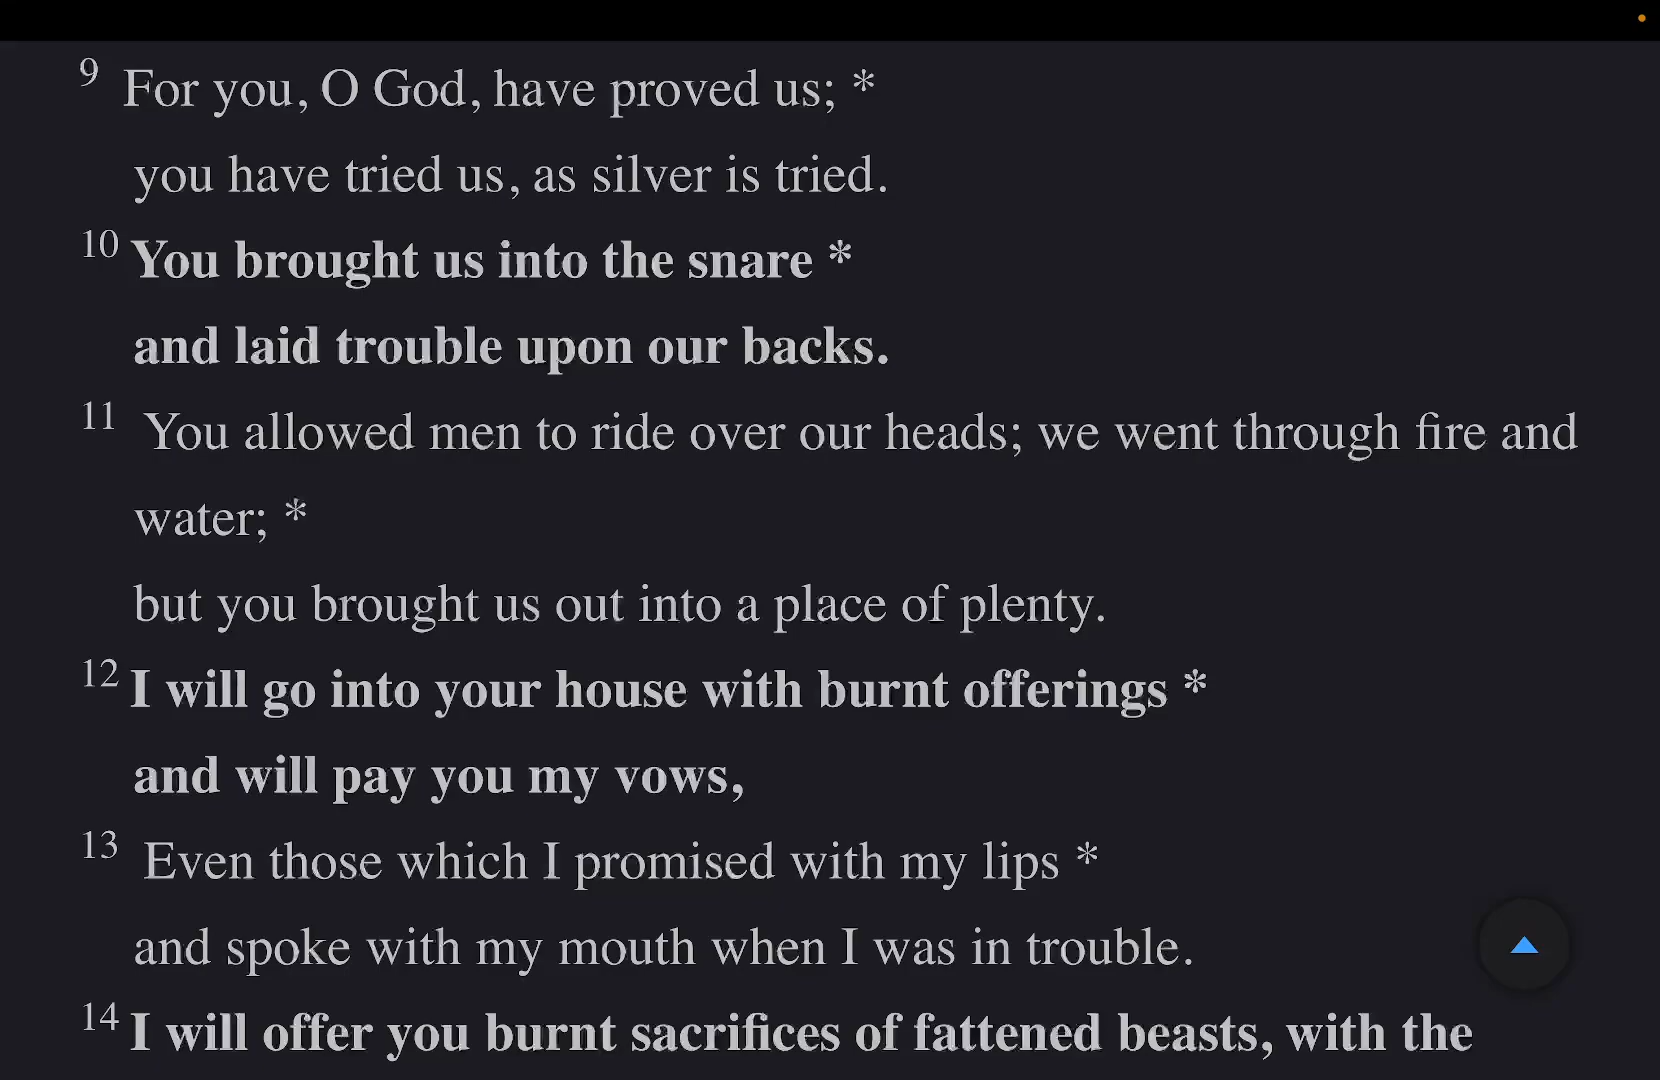 9 For you, O God, have proved us; *
you have tried us, as silver is tried.
10 You brought us into the snare *
and laid trouble upon our backs.
11 You allowed men to ride over our heads; we went through fire and
water; *
but you brought us out into a place of plenty.
12 I will go into your house with burnt offerings *
and will pay you my vows,
13 Even those which I promised with my lips *
and spoke with my mouth when I was in trouble.
14 I will offer you burnt sacrifices of fattened beasts, with the